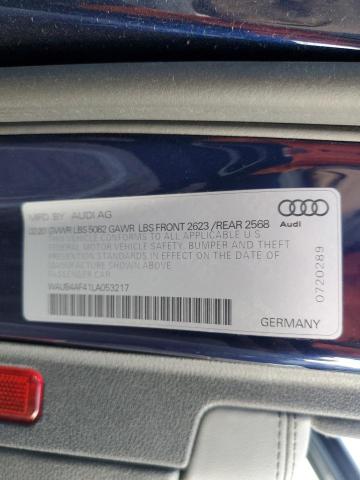 MFD BY AUDI AG
02/20 GVWR LBS 5082 GAWR LBS FRONT 2623 /REAR 2568
THIS VEHICLE CONFORMS TO ALL APPLICABLE U.S
FEDERAL MOTOR VEHICLE SAFETY, BUMPER AND THEFT
PREVENTION STANDARDS IN EFFECT ON THE DATE
OF MANUFACTURE SHOWN ABOVE.
PASSENGER CAR
WAUB4AF41LA053217
Audi
0720289
GERMANY